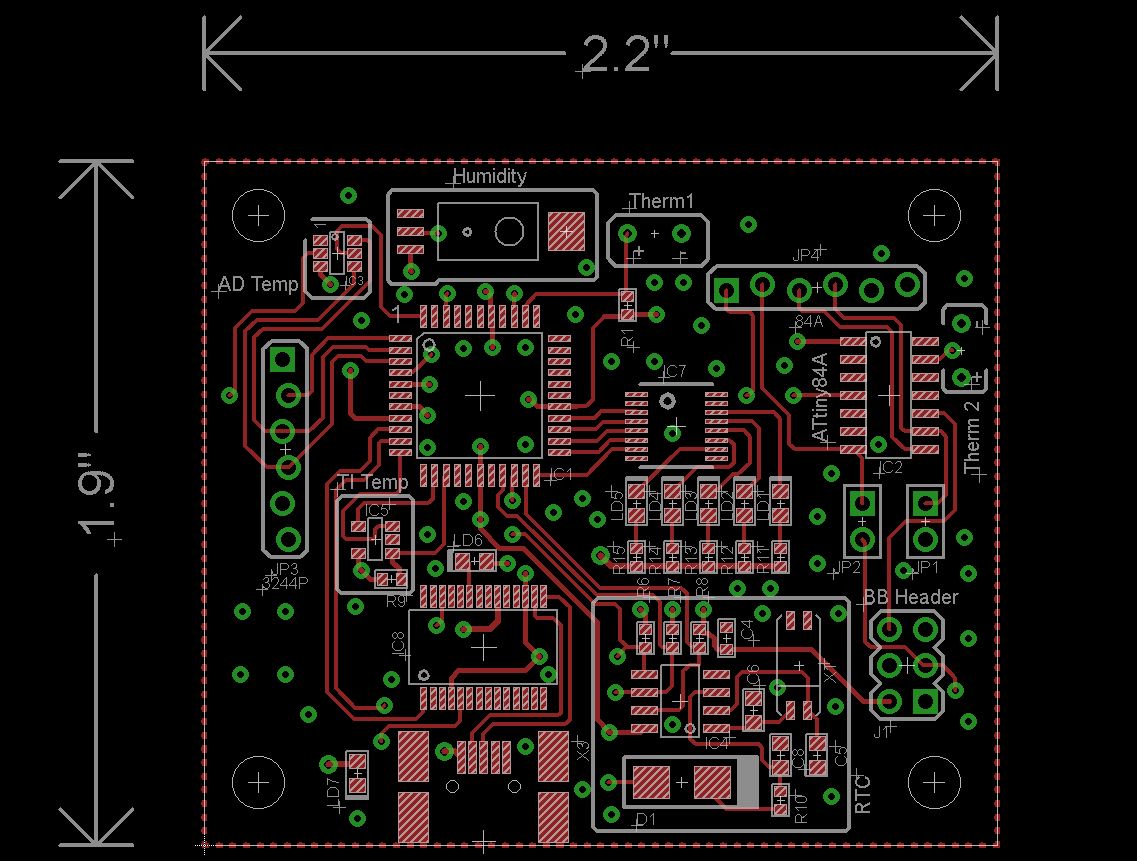 2.2"
Humidity
Therm1
1
JP4
AD Temp
IC3
1
84A
R1
1.9"
IC7
ATtiny84A
Therm 2
IC1
IC2
TI Temp
IC5
LD5
LD4
LD3
LD2
LD1
LD6
R15
R14
R13
R12
R11
JP3
3244P
JP2
JP1
R9
R6
R7
R8
BB Header
IC8
C4
C6
J1
IC4
X3
C8
C5
LD7
RTC
R10
D1